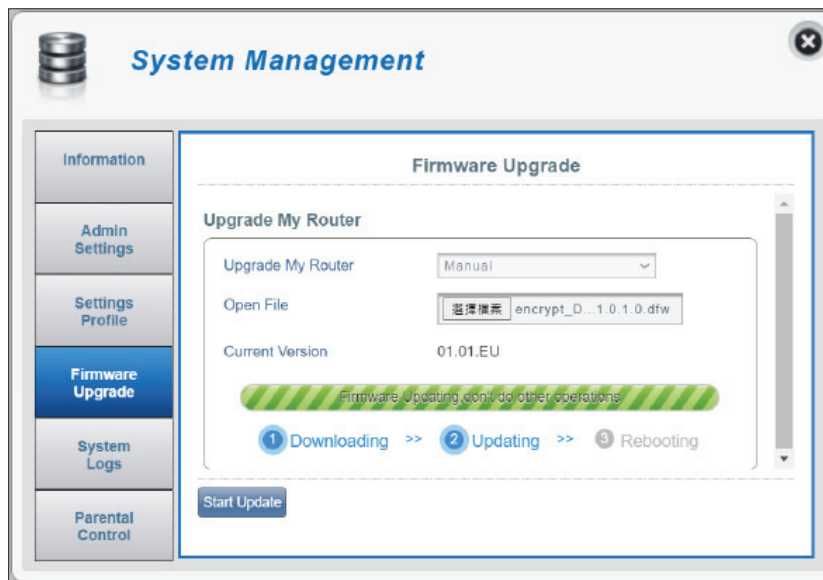 System Management
Information
Admin
Settings
Settings
Profile
Firmware
Upgrade
System
Logs
Parental
Control
Firmware Upgrade
Upgrade My Router
Upgrade My Router Manual
Open File 選擇檔案 encrypt_D...1.0.1.0.dfw
Current Version 01.01.EU
Firmware Updating,don't do other operations
1 Downloading >> 2 Updating >> 3 Rebooting
Start Update